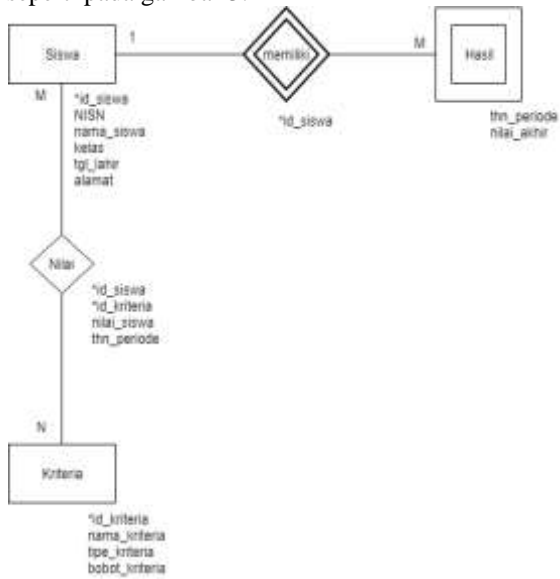 1
M
Siswa
memiliki
Hasil
M
*id_siswa
NISN
nama_siswa
kelas
tgl_lahir
alamat
*id_siswa
thn_periode
nilai_akhir
Nilai
*id_siswa
*id_kriteria
nilai_siswa
thn_periode
N
Kriteria
*id_kriteria
nama_kriteria
tipe_kriteria
bobot_kriteria